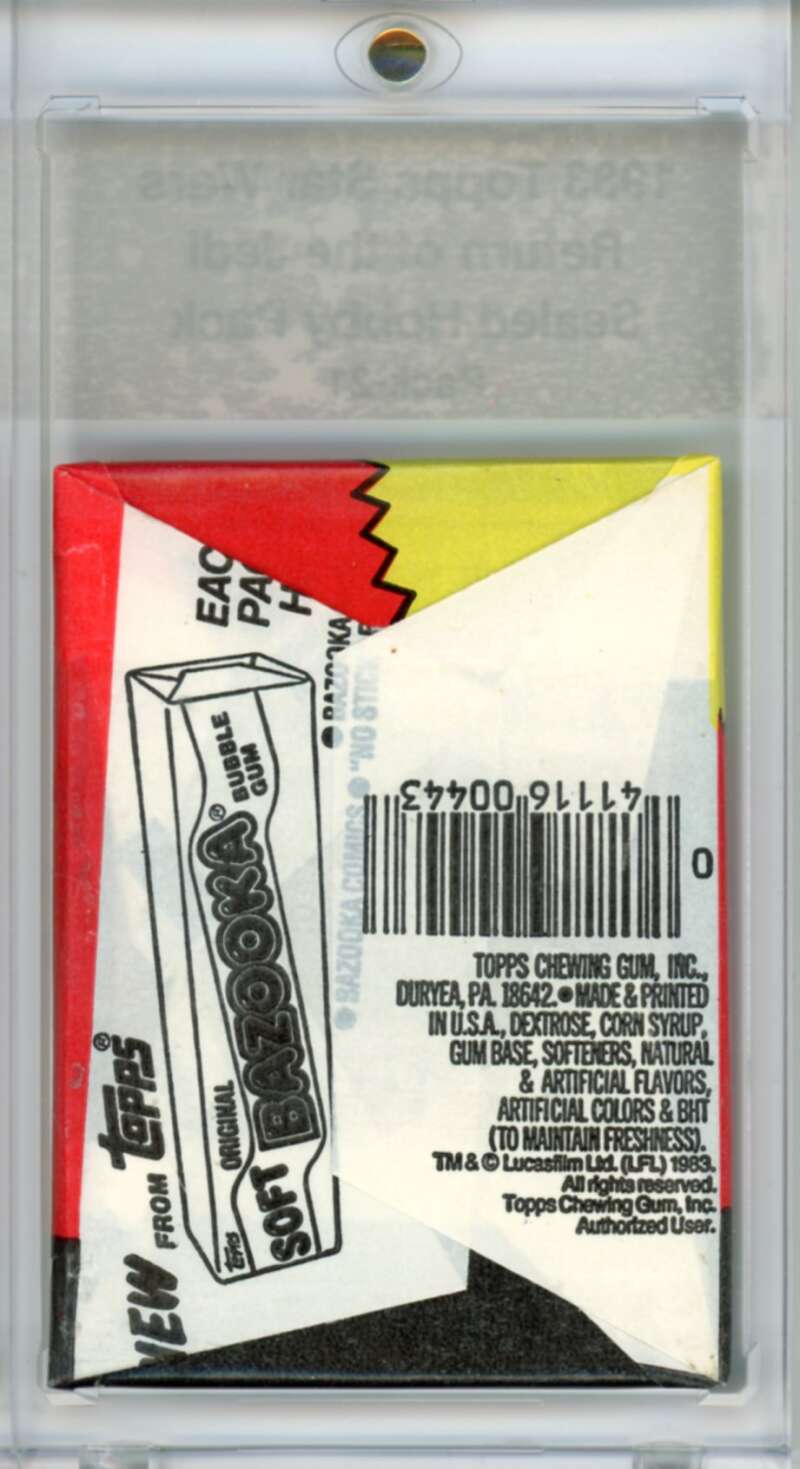 1983 Topps Star Wars
Return of the Jedi
Sealed Hobby Pack
Pack-21
EAC
PA
H
BAZOOKA
"NO STICK
BAZOOKA COMICS
NEW FROM TOPPS®
ORIGINAL
SOFT BAZOOKA®
BUBBLE
GUM
TOPPS
41116 00443
0
TOPPS CHEWING GUM, INC.,
DURYEA, PA. 18642. ● MADE & PRINTED
IN U.S.A., DEXTROSE, CORN SYRUP,
GUM BASE, SOFTENERS, NATURAL
& ARTIFICIAL FLAVORS,
ARTIFICIAL COLORS & BHT
(TO MAINTAIN FRESHNESS).
TM & © Lucasfilm Ltd. (LFL) 1983.
All rights reserved.
Topps Chewing Gum, Inc.
Authorized User.